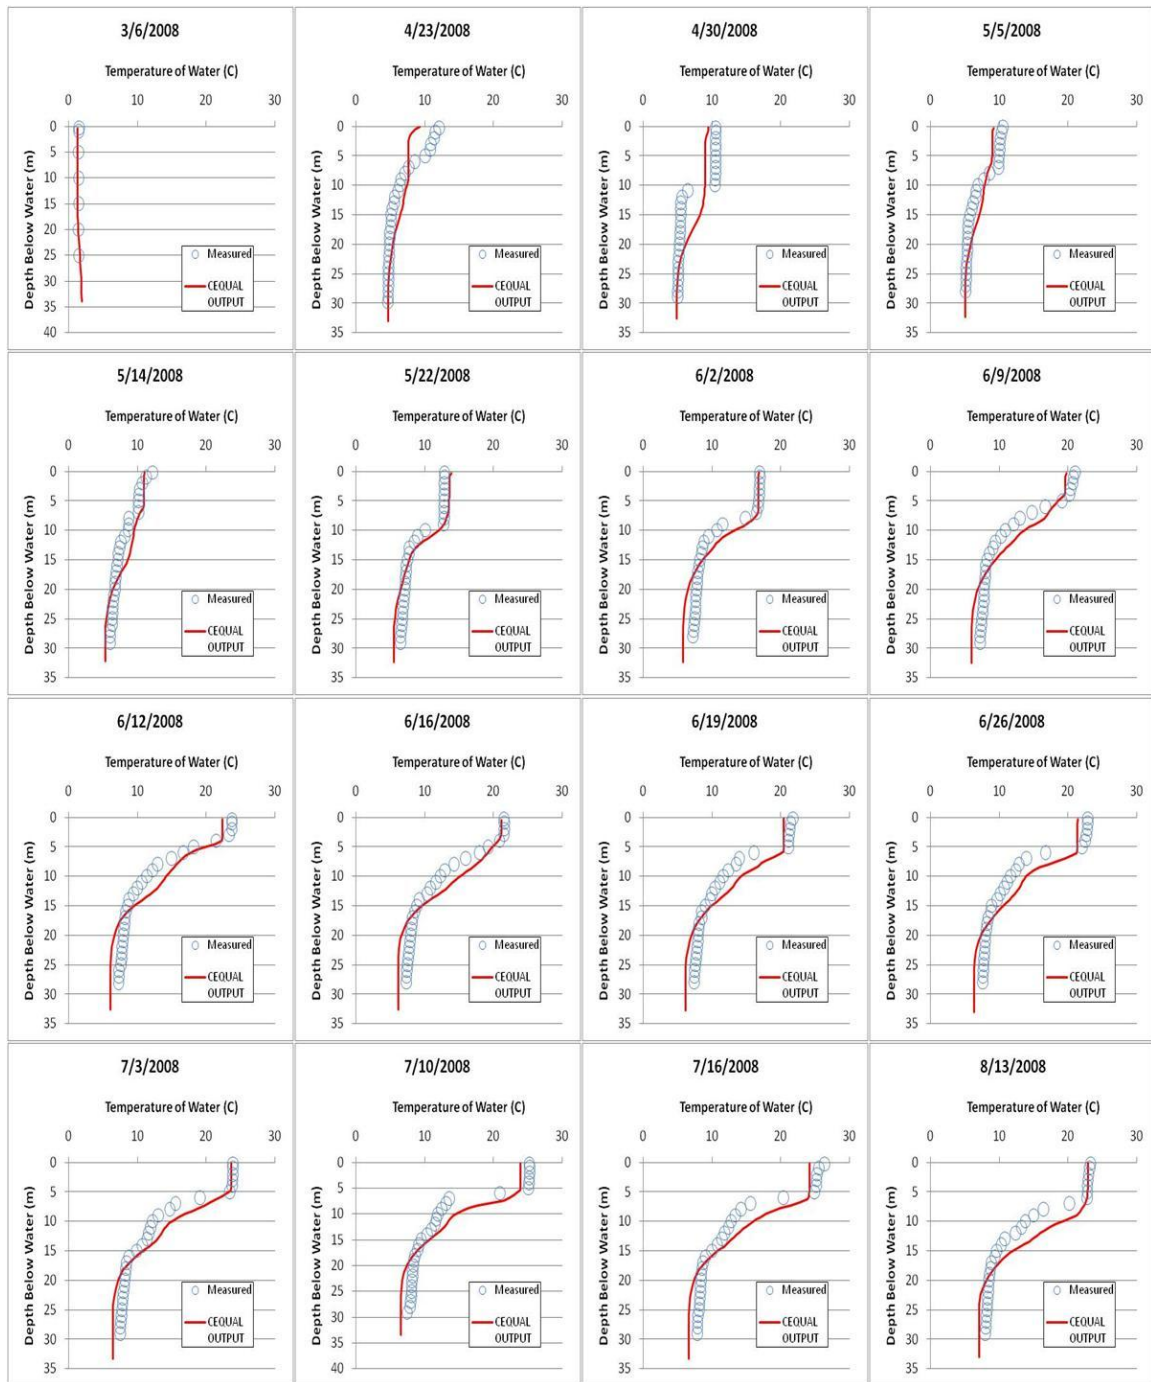 3/6/2008
Temperature of Water (C)
0 10 20 30
Depth Below Water (m)
0
5
10
15
20
25
30
35
40
Measured
CEQUAL
OUTPUT
4/23/2008
Temperature of Water (C)
0 10 20 30
Depth Below Water (m)
0
5
10
15
20
25
30
35
Measured
CEQUAL
OUTPUT
4/30/2008
Temperature of Water (C)
0 10 20 30
Depth Below Water (m)
0
5
10
15
20
25
30
35
Measured
CEQUAL
OUTPUT
5/5/2008
Temperature of Water (C)
0 10 20 30
Depth Below Water (m)
0
5
10
15
20
25
30
35
Measured
CEQUAL
OUTPUT
5/14/2008
Temperature of Water (C)
0 10 20 30
Depth Below Water (m)
0
5
10
15
20
25
30
35
Measured
CEQUAL
OUTPUT
5/22/2008
Temperature of Water (C)
0 10 20 30
Depth Below Water (m)
0
5
10
15
20
25
30
35
Measured
CEQUAL
OUTPUT
6/2/2008
Temperature of Water (C)
0 10 20 30
Depth Below Water (m)
0
5
10
15
20
25
30
35
Measured
CEQUAL
OUTPUT
6/9/2008
Temperature of Water (C)
0 10 20 30
Depth Below Water (m)
0
5
10
15
20
25
30
35
Measured
CEQUAL
OUTPUT
6/12/2008
Temperature of Water (C)
0 10 20 30
Depth Below Water (m)
0
5
10
15
20
25
30
35
Measured
CEQUAL
OUTPUT
6/16/2008
Temperature of Water (C)
0 10 20 30
Depth Below Water (m)
0
5
10
15
20
25
30
35
Measured
CEQUAL
OUTPUT
6/19/2008
Temperature of Water (C)
0 10 20 30
Depth Below Water (m)
0
5
10
15
20
25
30
35
Measured
CEQUAL
OUTPUT
6/26/2008
Temperature of Water (C)
0 10 20 30
Depth Below Water (m)
0
5
10
15
20
25
30
35
Measured
CEQUAL
OUTPUT
7/3/2008
Temperature of Water (C)
0 10 20 30
Depth Below Water (m)
0
5
10
15
20
25
30
35
Measured
CEQUAL
OUTPUT
7/10/2008
Temperature of Water (C)
0 10 20 30
Depth Below Water (m)
0
5
10
15
20
25
30
35
40
Measured
CEQUAL
OUTPUT
7/16/2008
Temperature of Water (C)
0 10 20 30
Depth Below Water (m)
0
5
10
15
20
25
30
35
Measured
CEQUAL
OUTPUT
8/13/2008
Temperature of Water (C)
0 10 20 30
Depth Below Water (m)
0
5
10
15
20
25
30
35
Measured
CEQUAL
OUTPUT